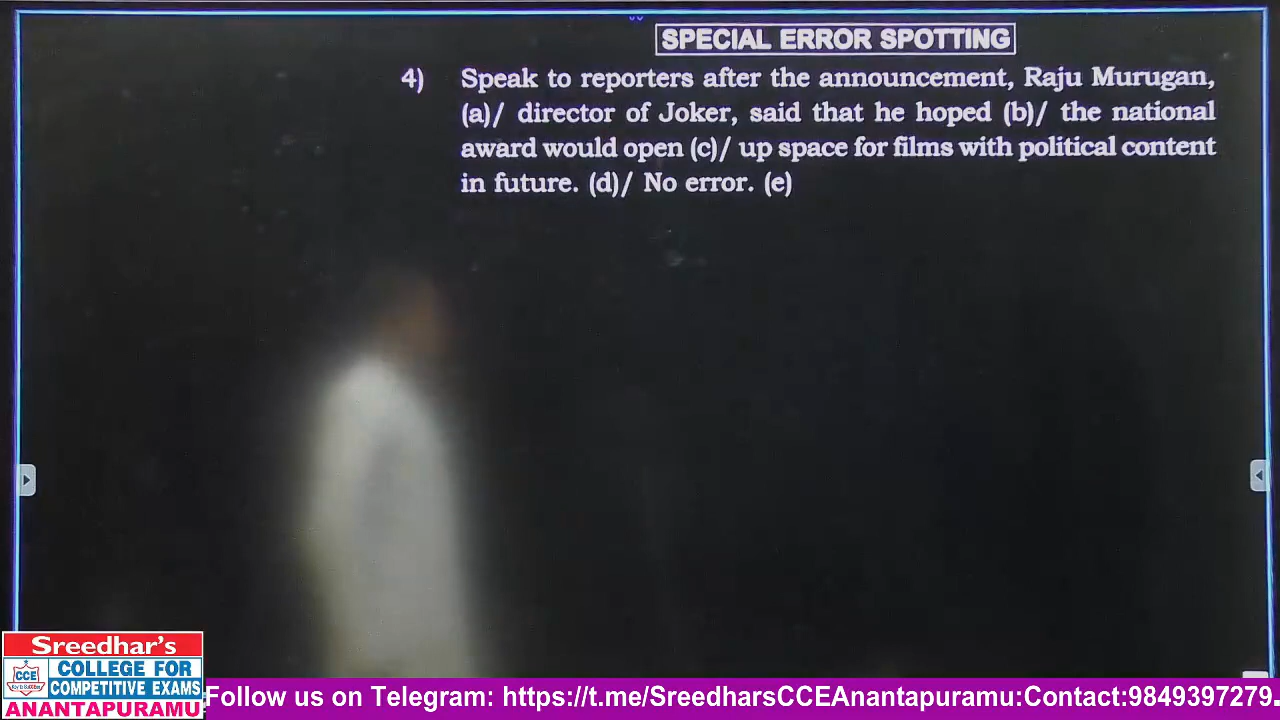 SPECIAL ERROR SPOTTING
4) Speak to reporters after the announcement, Raju Murugan,
(a)/ director of Joker, said that he hoped (b)/ the national
award would open (c)/ up space for films with political content
in future. (d)/ No error. (e)
Sreedhar's
CCE
COLLEGE FOR
COMPETITIVE EXAMS
ANANTAPURAMU
Follow us on Telegram: https://t.me/SreedharsCCEAnantapuramu:Contact:9849397279.